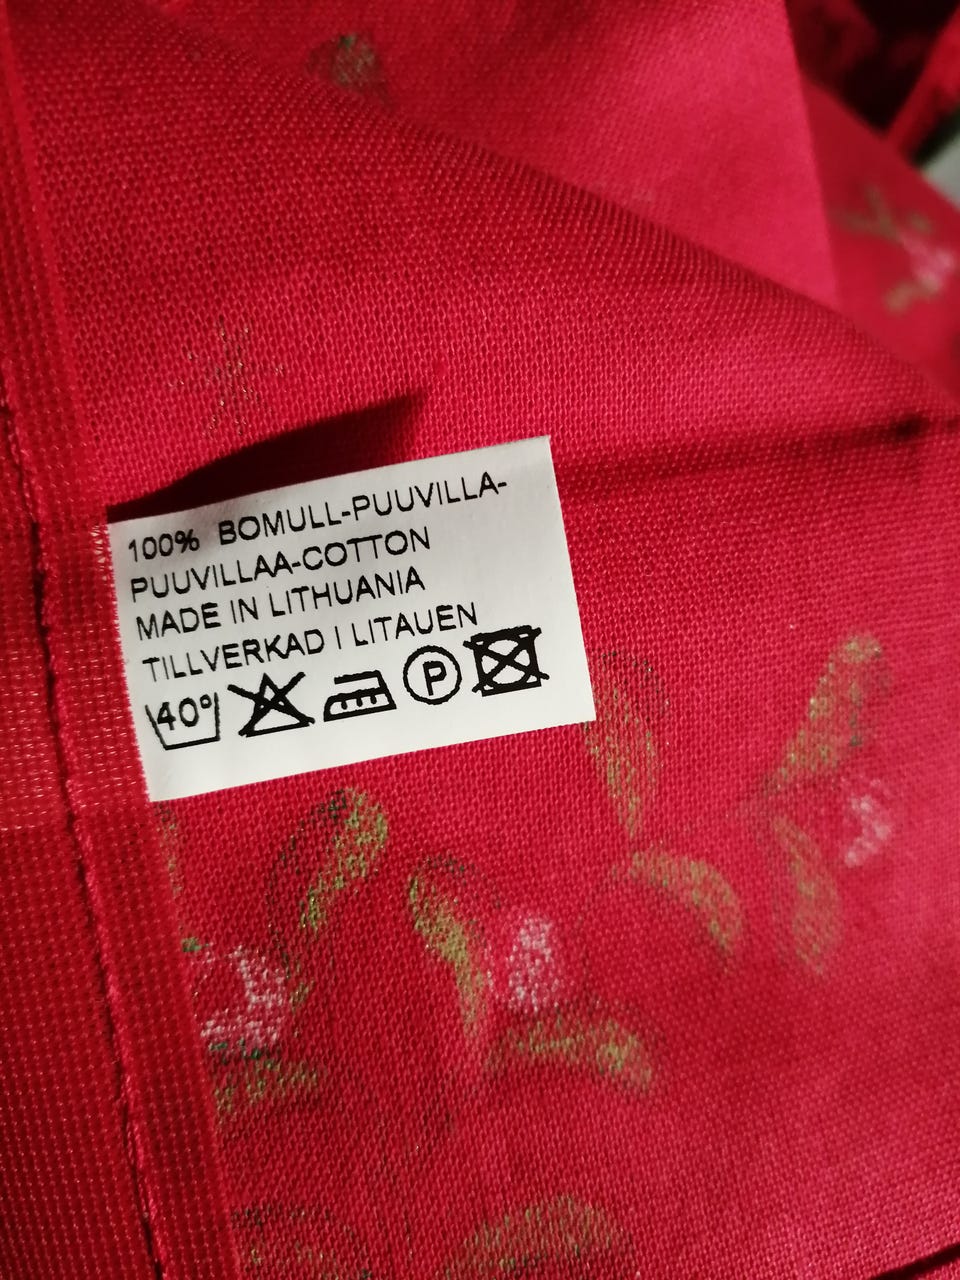 100% BOMULL-PUUVILLA-
PUUVILLAA-COTTON
MADE IN LITHUANIA
TILLVERKAD I LITAUEN
40° P